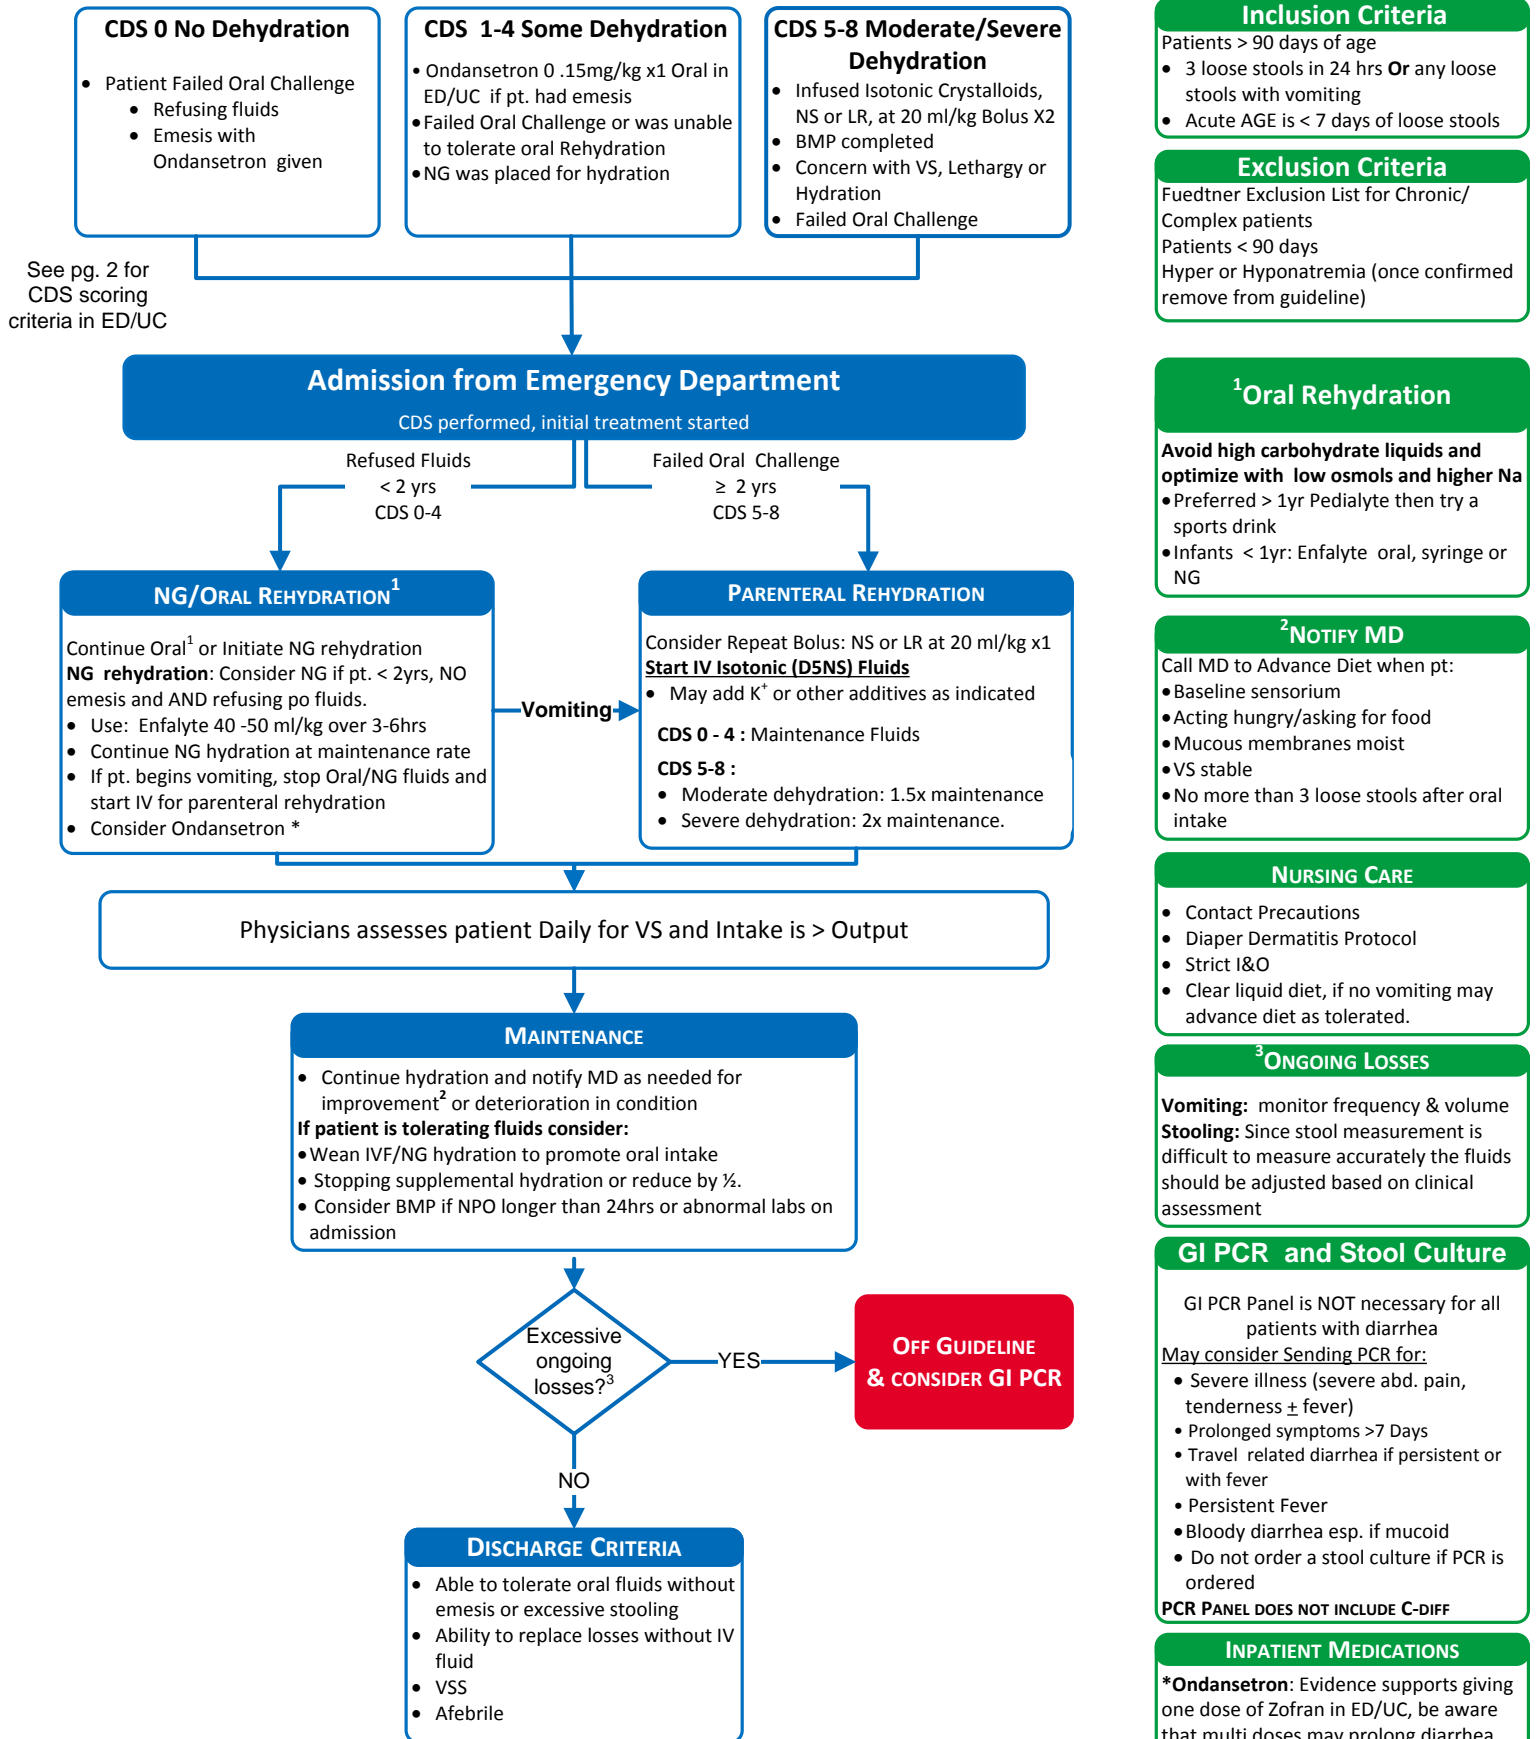 CDS 0 No Dehydration
• Patient Failed Oral Challenge
• Refusing fluids
• Emesis with
Ondansetron given
CDS 1-4 Some Dehydration
• Ondansetron 0 .15mg/kg x1 Oral in
ED/UC if pt. had emesis
• Failed Oral Challenge or was unable
to tolerate oral Rehydration
• NG was placed for hydration
CDS 5-8 Moderate/Severe
Dehydration
• Infused Isotonic Crystalloids,
NS or LR, at 20 ml/kg Bolus X2
• BMP completed
• Concern with VS, Lethargy or
Hydration
• Failed Oral Challenge
See pg. 2 for
CDS scoring
criteria in ED/UC
Admission from Emergency Department
CDS performed, initial treatment started
Refused Fluids
< 2 yrs
CDS 0-4
Failed Oral Challenge
≥ 2 yrs
CDS 5-8
NG/ORAL REHYDRATION¹
Continue Oral¹ or Initiate NG rehydration
NG rehydration: Consider NG if pt. < 2yrs, NO
emesis and AND refusing po fluids.
• Use: Enfalyte 40 -50 ml/kg over 3-6hrs
• Continue NG hydration at maintenance rate
• If pt. begins vomiting, stop Oral/NG fluids and
start IV for parenteral rehydration
• Consider Ondansetron *
Vomiting
PARENTERAL REHYDRATION
Consider Repeat Bolus: NS or LR at 20 ml/kg x1
Start IV Isotonic (D5NS) Fluids
• May add K⁺ or other additives as indicated
CDS 0 - 4 : Maintenance Fluids
CDS 5-8 :
• Moderate dehydration: 1.5x maintenance
• Severe dehydration: 2x maintenance.
Physicians assesses patient Daily for VS and Intake is > Output
MAINTENANCE
• Continue hydration and notify MD as needed for
improvement² or deterioration in condition
If patient is tolerating fluids consider:
• Wean IVF/NG hydration to promote oral intake
• Stopping supplemental hydration or reduce by ½.
• Consider BMP if NPO longer than 24hrs or abnormal labs on
admission
Excessive
ongoing
losses?³
YES
OFF GUIDELINE
& CONSIDER GI PCR
NO
DISCHARGE CRITERIA
• Able to tolerate oral fluids without
emesis or excessive stooling
• Ability to replace losses without IV
fluid
• VSS
• Afebrile
Inclusion Criteria
Patients > 90 days of age
• 3 loose stools in 24 hrs Or any loose
stools with vomiting
• Acute AGE is < 7 days of loose stools
Exclusion Criteria
Fuedtner Exclusion List for Chronic/
Complex patients
Patients < 90 days
Hyper or Hyponatremia (once confirmed
remove from guideline)
¹Oral Rehydration
Avoid high carbohydrate liquids and
optimize with low osmols and higher Na
• Preferred > 1yr Pedialyte then try a
sports drink
• Infants < 1yr: Enfalyte oral, syringe or
NG
²NOTIFY MD
Call MD to Advance Diet when pt:
• Baseline sensorium
• Acting hungry/asking for food
• Mucous membranes moist
• VS stable
• No more than 3 loose stools after oral
intake
NURSING CARE
• Contact Precautions
• Diaper Dermatitis Protocol
• Strict I&O
• Clear liquid diet, if no vomiting may
advance diet as tolerated.
³ONGOING LOSSES
Vomiting: monitor frequency & volume
Stooling: Since stool measurement is
difficult to measure accurately the fluids
should be adjusted based on clinical
assessment
GI PCR and Stool Culture
GI PCR Panel is NOT necessary for all
patients with diarrhea
May consider Sending PCR for:
• Severe illness (severe abd. pain,
tenderness ± fever)
• Prolonged symptoms >7 Days
• Travel related diarrhea if persistent or
with fever
• Persistent Fever
• Bloody diarrhea esp. if mucoid
• Do not order a stool culture if PCR is
ordered
PCR PANEL DOES NOT INCLUDE C-DIFF
INPATIENT MEDICATIONS
*Ondansetron: Evidence supports giving
one dose of Zofran in ED/UC, be aware
that multi doses may prolong diarrhea